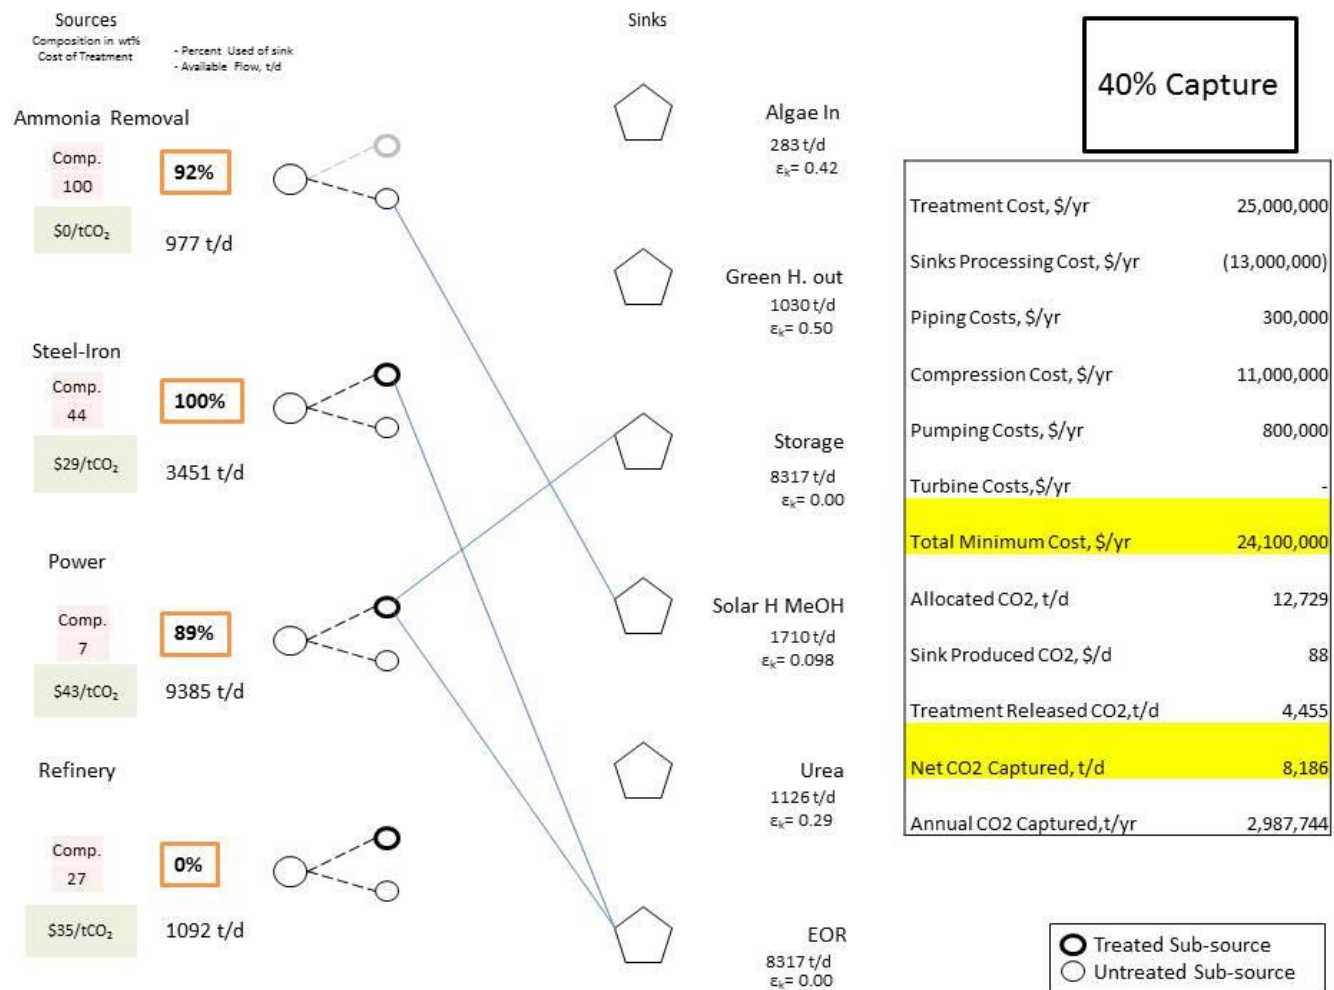 Sources
Composition in wt%
Cost of Treatment
- Percent Used of sink
- Available Flow, t/d
Sinks
40% Capture
Ammonia Removal
Comp.
100
92%
$0/tCO₂
977 t/d
Steel-Iron
Comp.
44
100%
$29/tCO₂
3451 t/d
Power
Comp.
7
89%
$43/tCO₂
9385 t/d
Refinery
Comp.
27
0%
$35/tCO₂
1092 t/d
Algae In
283 t/d
εₖ= 0.42
Green H. out
1030 t/d
εₖ= 0.50
Storage
8317 t/d
εₖ= 0.00
Solar H MeOH
1710 t/d
εₖ= 0.098
Urea
1126 t/d
εₖ= 0.29
EOR
8317 t/d
εₖ= 0.00
Treatment Cost, $/yr 25,000,000
Sinks Processing Cost, $/yr (13,000,000)
Piping Costs, $/yr 300,000
Compression Cost, $/yr 11,000,000
Pumping Costs, $/yr 800,000
Turbine Costs,$/yr -
Total Minimum Cost, $/yr 24,100,000
Allocated CO2, t/d 12,729
Sink Produced CO2, $/d 88
Treatment Released CO2,t/d 4,455
Net CO2 Captured, t/d 8,186
Annual CO2 Captured,t/yr 2,987,744
Treated Sub-source
Untreated Sub-source